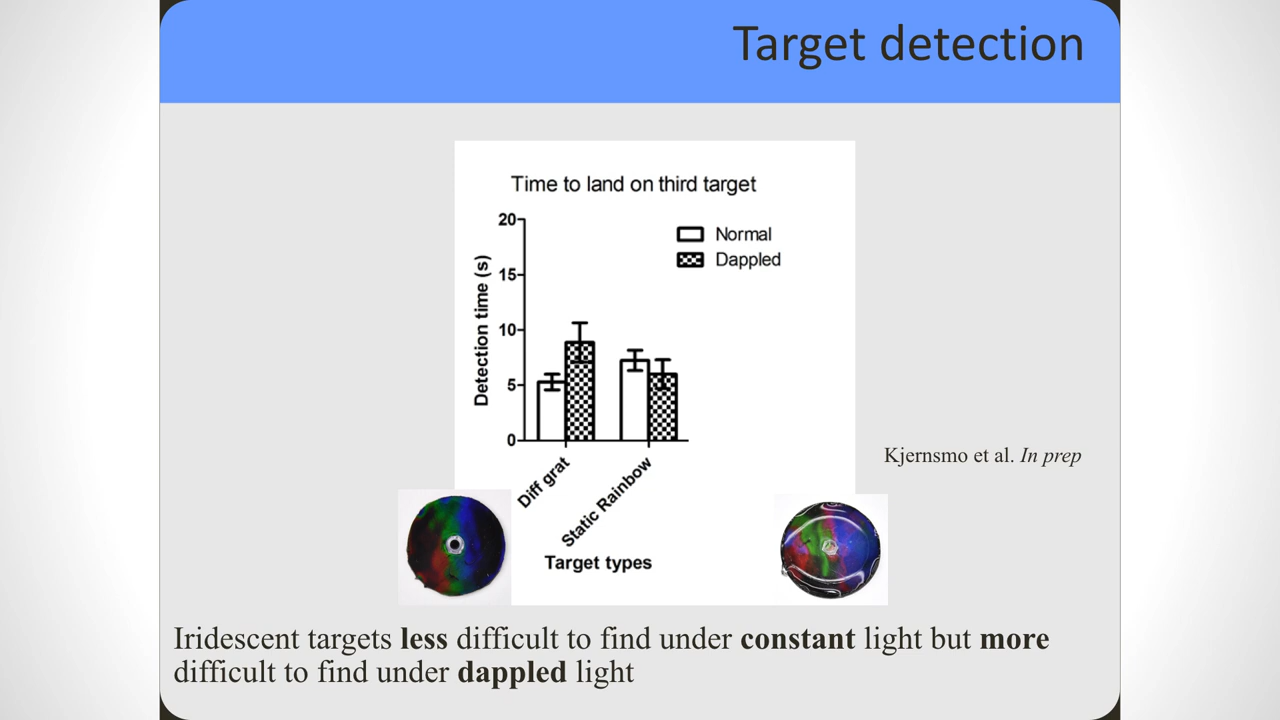 Target detection
Time to land on third target
20
15
10
5
0
Detection time (s)
Normal
Dappled
Diff grat
Static Rainbow
Target types
Kjernsmo et al. In prep
Iridescent targets less difficult to find under constant light but more
difficult to find under dappled light